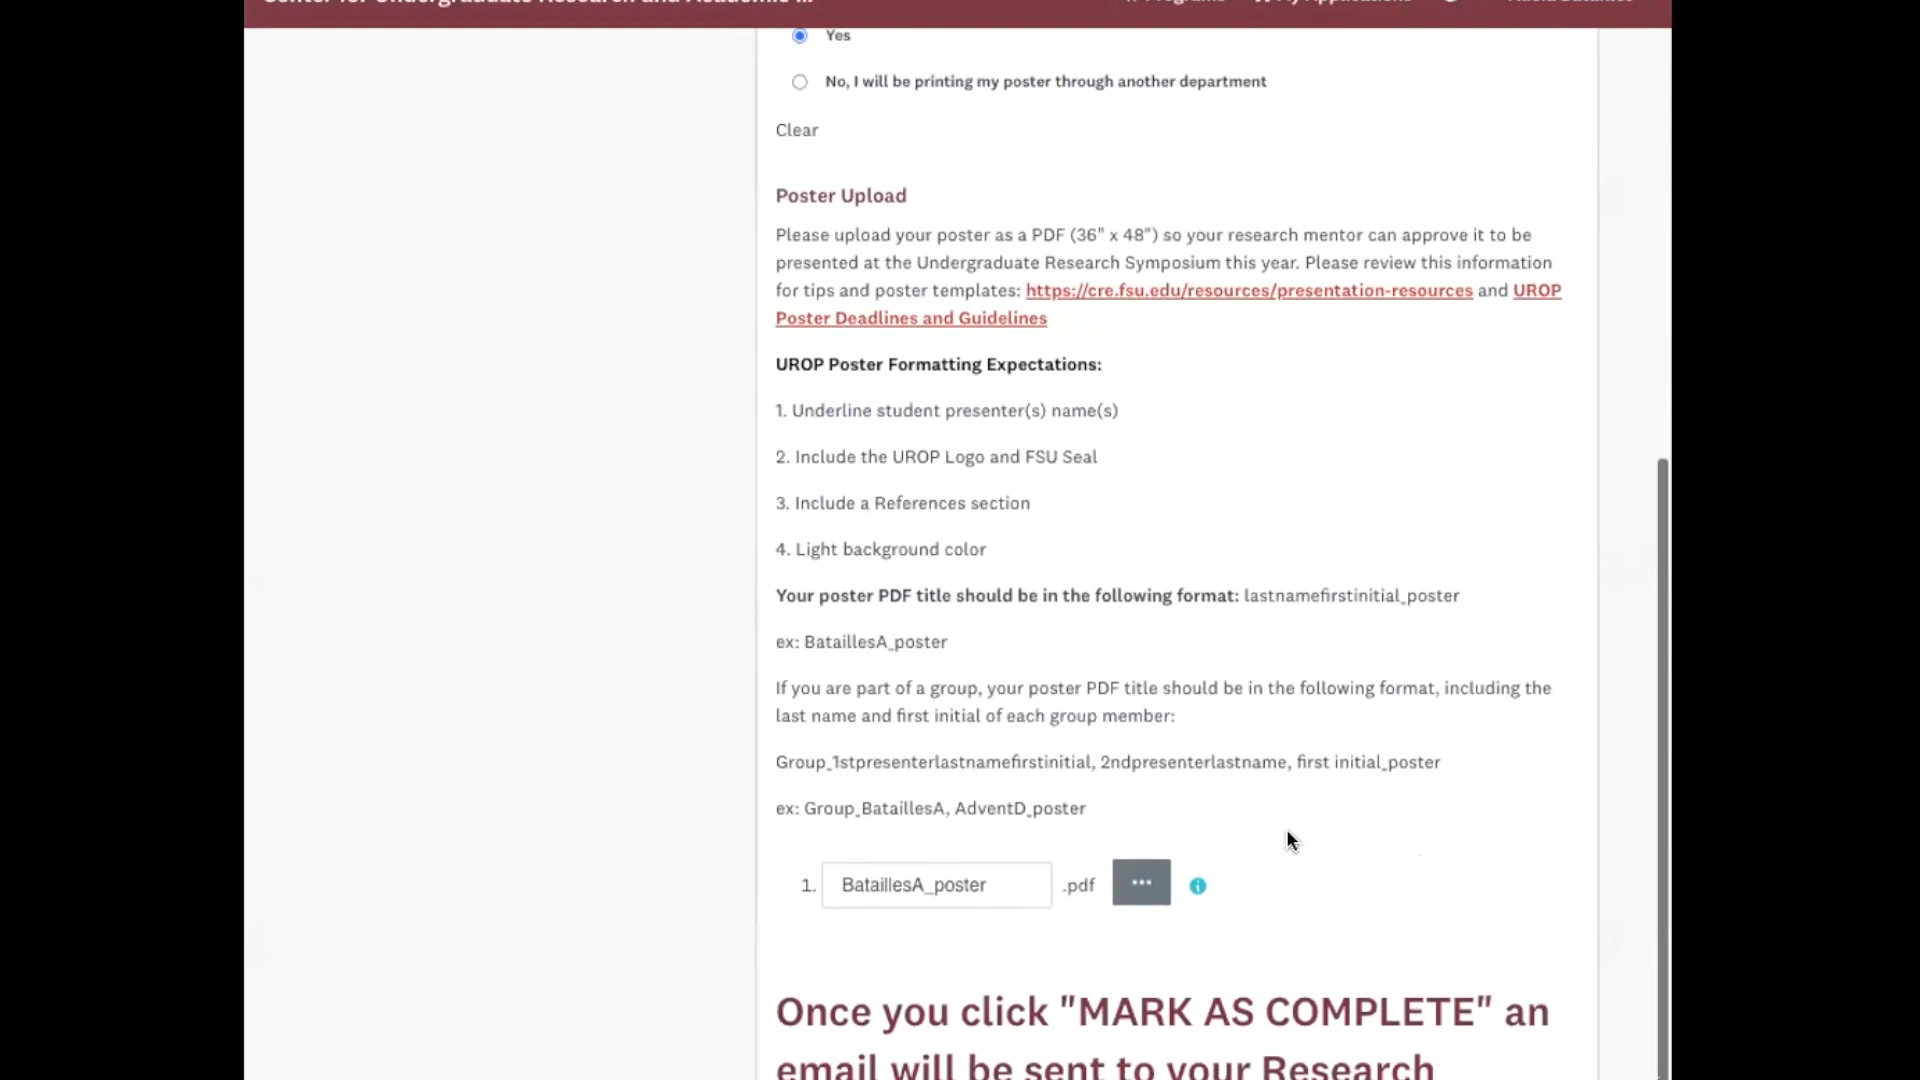 Yes
No, I will be printing my poster through another department
Clear
Poster Upload
Please upload your poster as a PDF (36" x 48") so your research mentor can approve it to be
presented at the Undergraduate Research Symposium this year. Please review this information
for tips and poster templates: https://cre.fsu.edu/resources/presentation-resources and UROP
Poster Deadlines and Guidelines
UROP Poster Formatting Expectations:
1. Underline student presenter(s) name(s)
2. Include the UROP Logo and FSU Seal
3. Include a References section
4. Light background color
Your poster PDF title should be in the following format: lastnamefirstinitial_poster
ex: BataillesA_poster
If you are part of a group, your poster PDF title should be in the following format, including the
last name and first initial of each group member:
Group_1stpresenterlastnamefirstinitial, 2ndpresenterlastname, first initial_poster
ex: Group_BataillesA, AdventD_poster
1. BataillesA_poster .pdf ...
Once you click "MARK AS COMPLETE" an
email will be sent to your Research